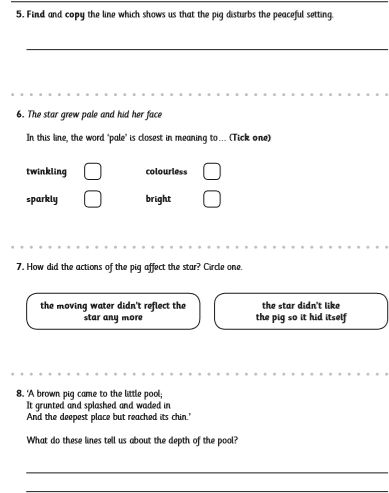 5. Find and copy the line which shows us that the pig disturbs the peaceful setting.
6. The star grew pale and hid her face
In this line, the word 'pale' is closest in meaning to... (Tick one)
twinkling colourless
sparkly bright
7. How did the actions of the pig affect the star? Circle one.
the moving water didn't reflect the
star any more
the star didn't like
the pig so it hid itself
8. 'A brown pig came to the little pool;
It grunted and splashed and waded in
And the deepest place but reached its chin.'
What do these lines tell us about the depth of the pool?